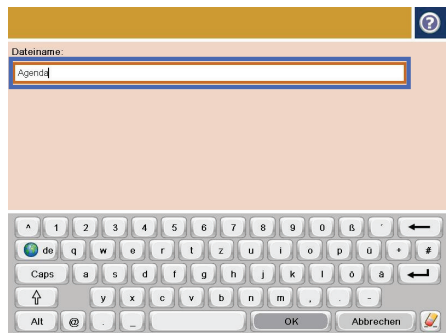 ?
Dateiname:
Agenda
^ 1 2 3 4 5 6 7 8 9 0 ß ´
de q w e r t z u i o p ü + #
Caps a s d f g h j k l ö ä
y x c v b n m , . -
Alt @ . _ OK Abbrechen